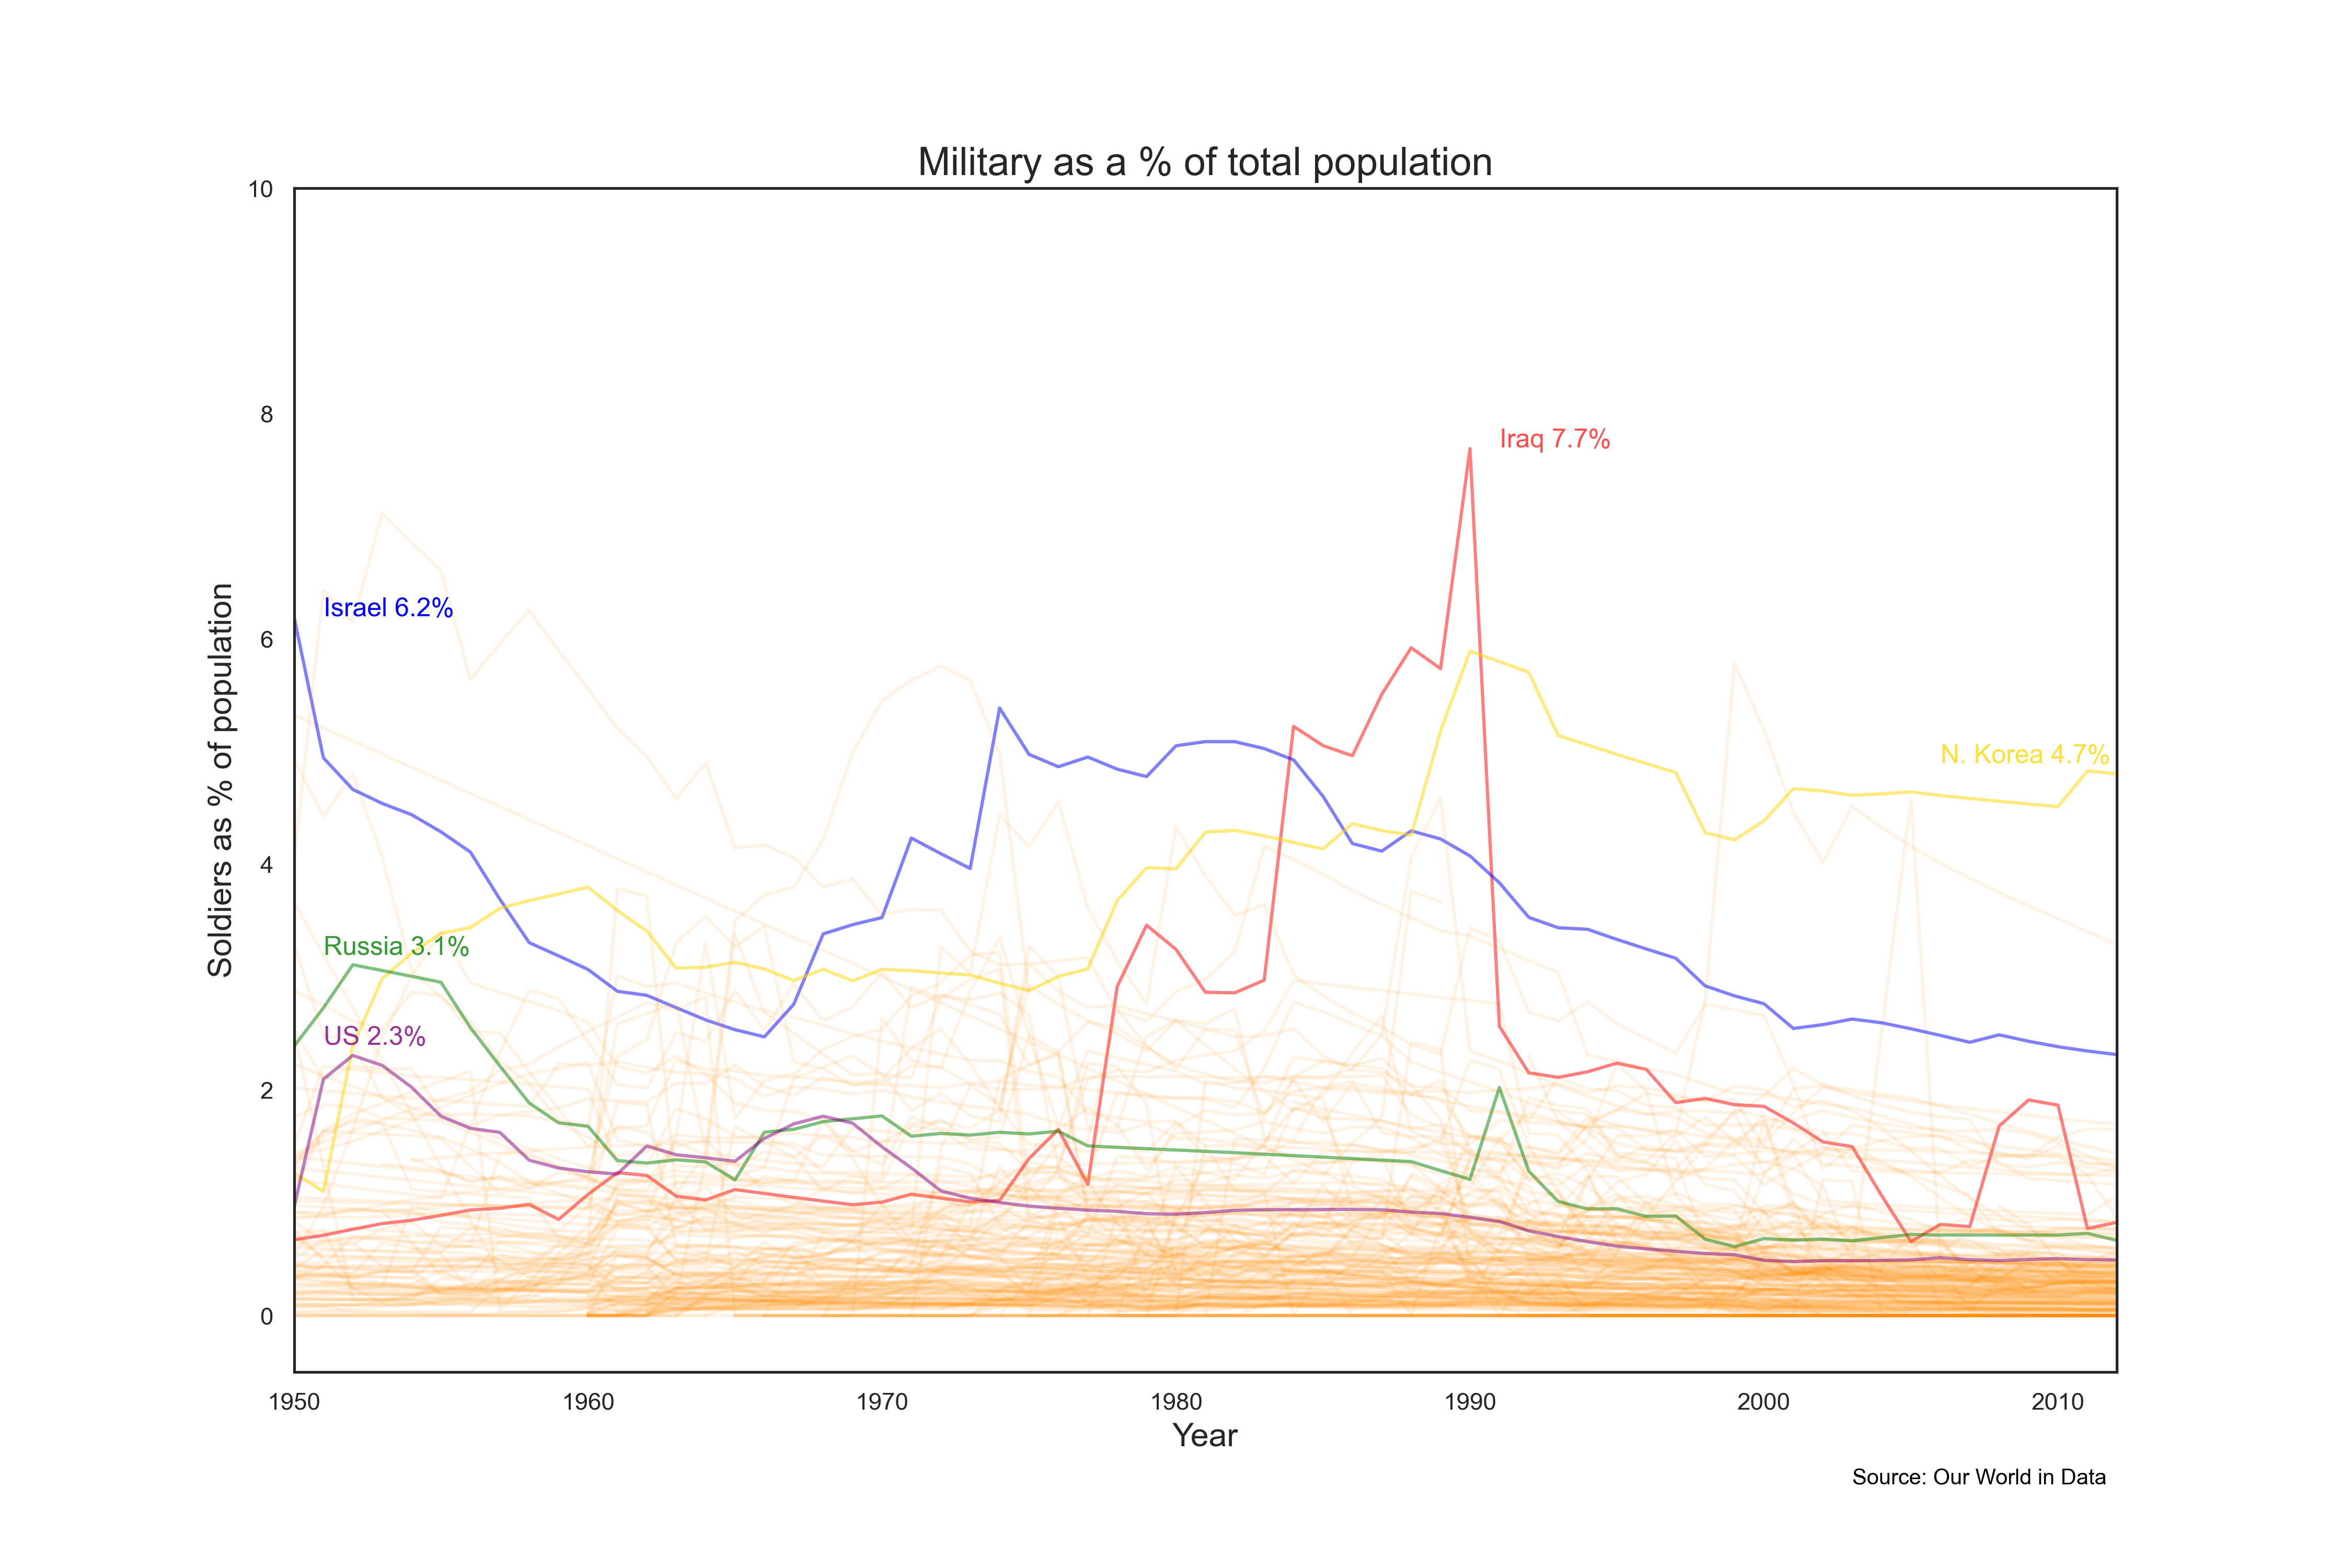 Military as a % of total population
10
8
6
4
2
0
Soldiers as % of population
Iraq 7.7%
Israel 6.2%
N. Korea 4.7%
Russia 3.1%
US 2.3%
1950 1960 1970 1980 1990 2000 2010
Year
Source: Our World in Data